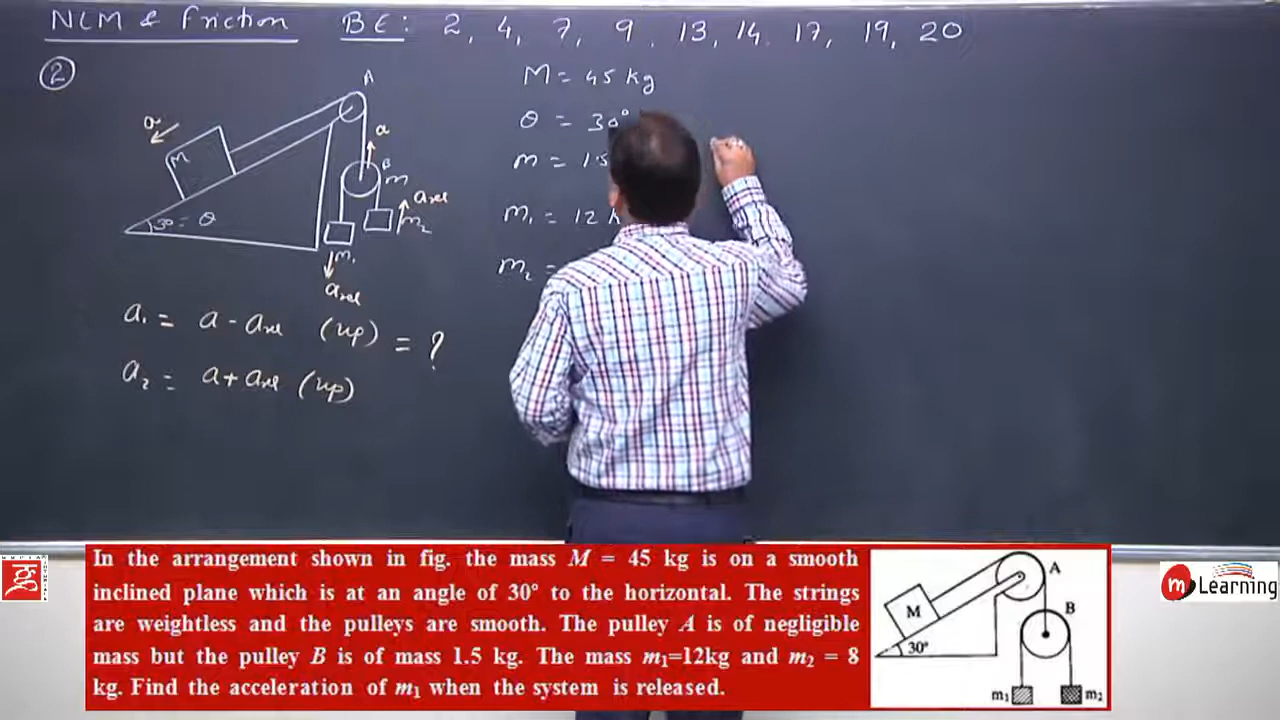 NLM & Friction BE: 2, 4, 7, 9, 13, 14, 17, 19, 20
2
M = 45 kg
θ = 30°
m = 1.5
m₁ = 12 k
m₂ =
A
a
M
a
B
m
a rel
m₂
30 = θ
m₁
a rel
a₁ = a - a rel (up) = ?
a₂ = a + a rel (up)
In the arrangement shown in fig. the mass M = 45 kg is on a smooth
inclined plane which is at an angle of 30° to the horizontal. The strings
are weightless and the pulleys are smooth. The pulley A is of negligible
mass but the pulley B is of mass 1.5 kg. The mass m₁=12kg and m₂ = 8
kg. Find the acceleration of m₁ when the system is released.
A
B
M
30°
m₁ m₂
m Learning